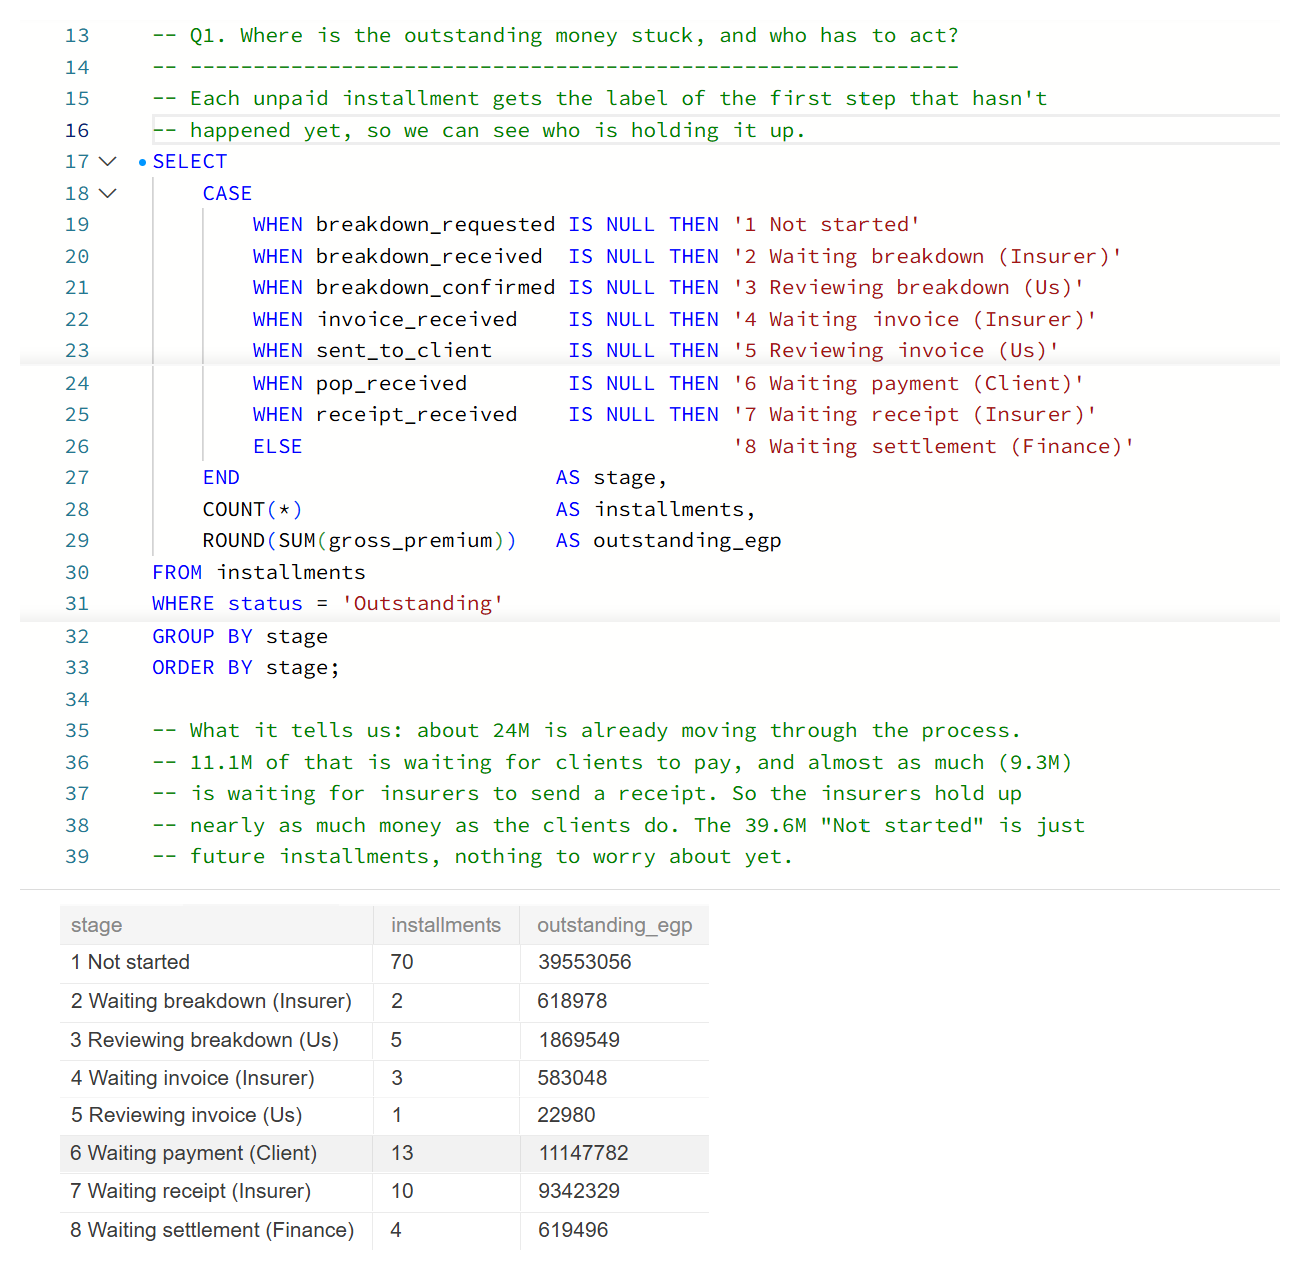 13 -- Q1. Where is the outstanding money stuck, and who has to act?
14 -- -------------------------------------------------------------
15 -- Each unpaid installment gets the label of the first step that hasn't
16 -- happened yet, so we can see who is holding it up.
17 SELECT
18 CASE
19 WHEN breakdown_requested IS NULL THEN '1 Not started'
20 WHEN breakdown_received IS NULL THEN '2 Waiting breakdown (Insurer)'
21 WHEN breakdown_confirmed IS NULL THEN '3 Reviewing breakdown (Us)'
22 WHEN invoice_received IS NULL THEN '4 Waiting invoice (Insurer)'
23 WHEN sent_to_client IS NULL THEN '5 Reviewing invoice (Us)'
24 WHEN pop_received IS NULL THEN '6 Waiting payment (Client)'
25 WHEN receipt_received IS NULL THEN '7 Waiting receipt (Insurer)'
26 ELSE '8 Waiting settlement (Finance)'
27 END AS stage,
28 COUNT(*) AS installments,
29 ROUND(SUM(gross_premium)) AS outstanding_egp
30 FROM installments
31 WHERE status = 'Outstanding'
32 GROUP BY stage
33 ORDER BY stage;
34
35 -- What it tells us: about 24M is already moving through the process.
36 -- 11.1M of that is waiting for clients to pay, and almost as much (9.3M)
37 -- is waiting for insurers to send a receipt. So the insurers hold up
38 -- nearly as much money as the clients do. The 39.6M "Not started" is just
39 -- future installments, nothing to worry about yet.
stage installments outstanding_egp
1 Not started 70 39553056
2 Waiting breakdown (Insurer) 2 618978
3 Reviewing breakdown (Us) 5 1869549
4 Waiting invoice (Insurer) 3 583048
5 Reviewing invoice (Us) 1 22980
6 Waiting payment (Client) 13 11147782
7 Waiting receipt (Insurer) 10 9342329
8 Waiting settlement (Finance) 4 619496